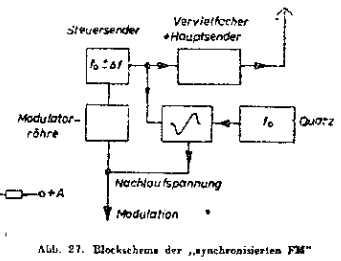 Steuersender
Vervielfacher
+Hauptsender
f₀ ± Δf
Modulator-
röhre
f₀
Quarz
Nachlaufspannung
+A
Modulation
Abb. 27. Blockschema der „synchronisierten FM"